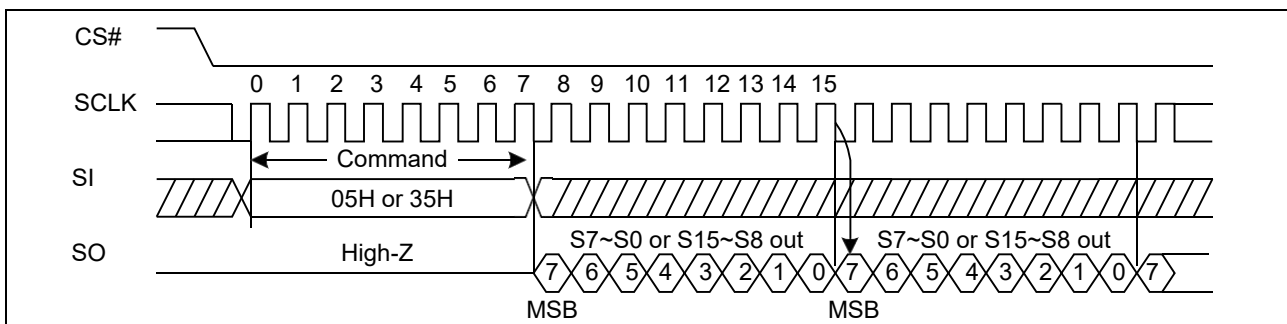 CS#
0 1 2 3 4 5 6 7 8 9 10 11 12 13 14 15
SCLK
Command
SI
05H or 35H
S7~S0 or S15~S8 out S7~S0 or S15~S8 out
SO High-Z
7 6 5 4 3 2 1 0 7 6 5 4 3 2 1 0 7
MSB MSB